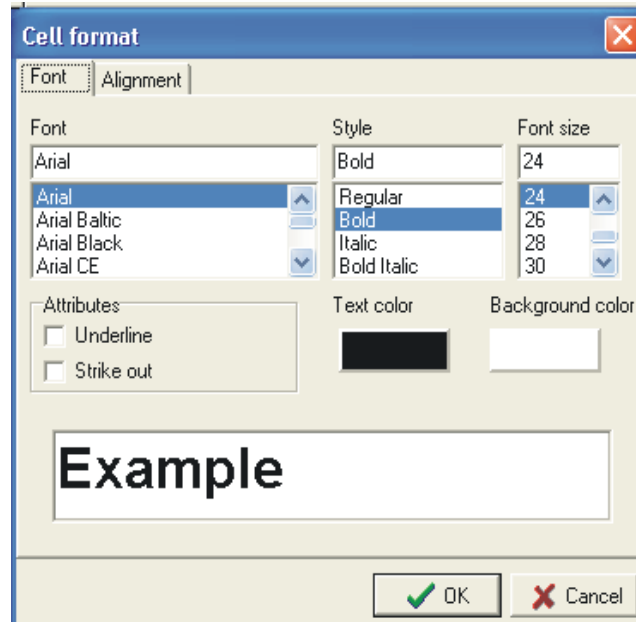 Cell format
Font Alignment
Font Style Font size
Arial Bold 24
Arial Regular 24
Arial Baltic Bold 26
Arial Black Italic 28
Arial CE Bold Italic 30
Attributes Text color Background color
Underline
Strike out
Example
OK Cancel